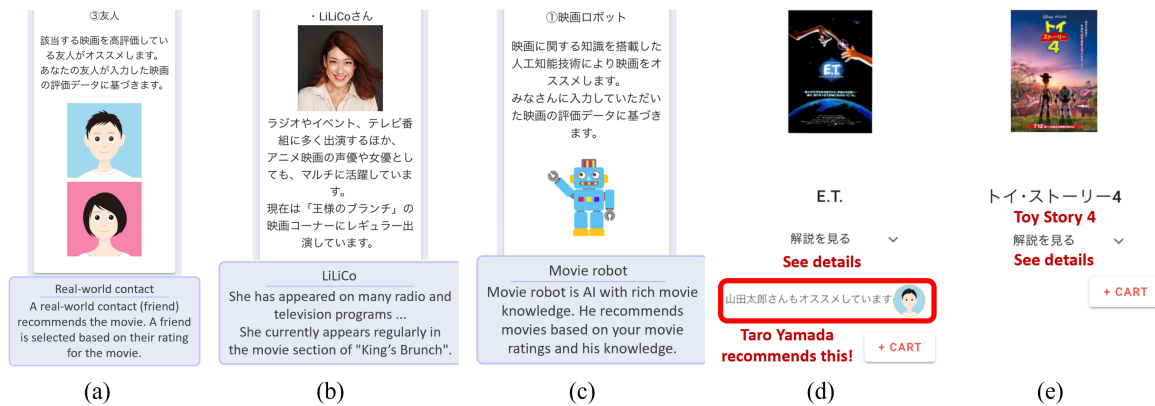 ③友人
該当する映画を高評価してい
る友人がオススメします。
あなたの友人が入力した映画
の評価データに基づきます。
Real-world contact
A real-world contact (friend)
recommends the movie. A friend
is selected based on their rating
for the movie.
(a)
・LiLiCoさん
ラジオやイベント、テレビ番
組に多く出演するほか、
アニメ映画の声優や女優とし
ても、マルチに活躍していま
す。
現在は「王様のブランチ」の
映画コーナーにレギュラー出
演しています。
LiLiCo
She has appeared on many radio and
television programs ...
She currently appears regularly in
the movie section of "King's Brunch".
(b)
①映画ロボット
映画に関する知識を搭載した
人工知能技術により映画をオ
ススメします。
みなさんに入力していただい
た映画の評価データに基づき
ます。
Movie robot
Movie robot is AI with rich movie
knowledge. He recommends
movies based on your movie
ratings and his knowledge.
(c)
E.T.
E.T.
解説を見る
See details
山田太郎さんもオススメしています
Taro Yamada
recommends this!
+ CART
(d)
トイ
ストーリー
4
7.12
トイ・ストーリー4
Toy Story 4
解説を見る
See details
+ CART
(e)